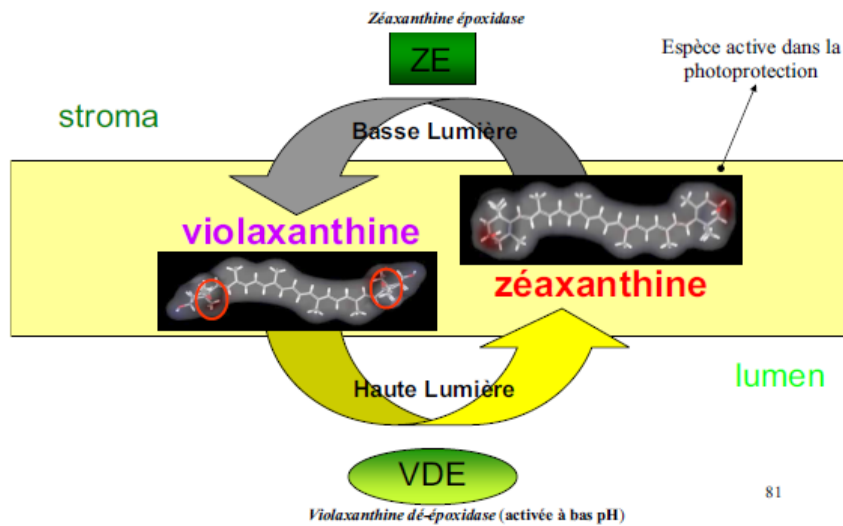 Zéaxanthine époxidase
ZE
Espèce active dans la
photoprotection
stroma
Basse Lumière
violaxanthine
zéaxanthine
Haute Lumière
lumen
VDE
81
Violaxanthine dé-époxidase (activée à bas pH)